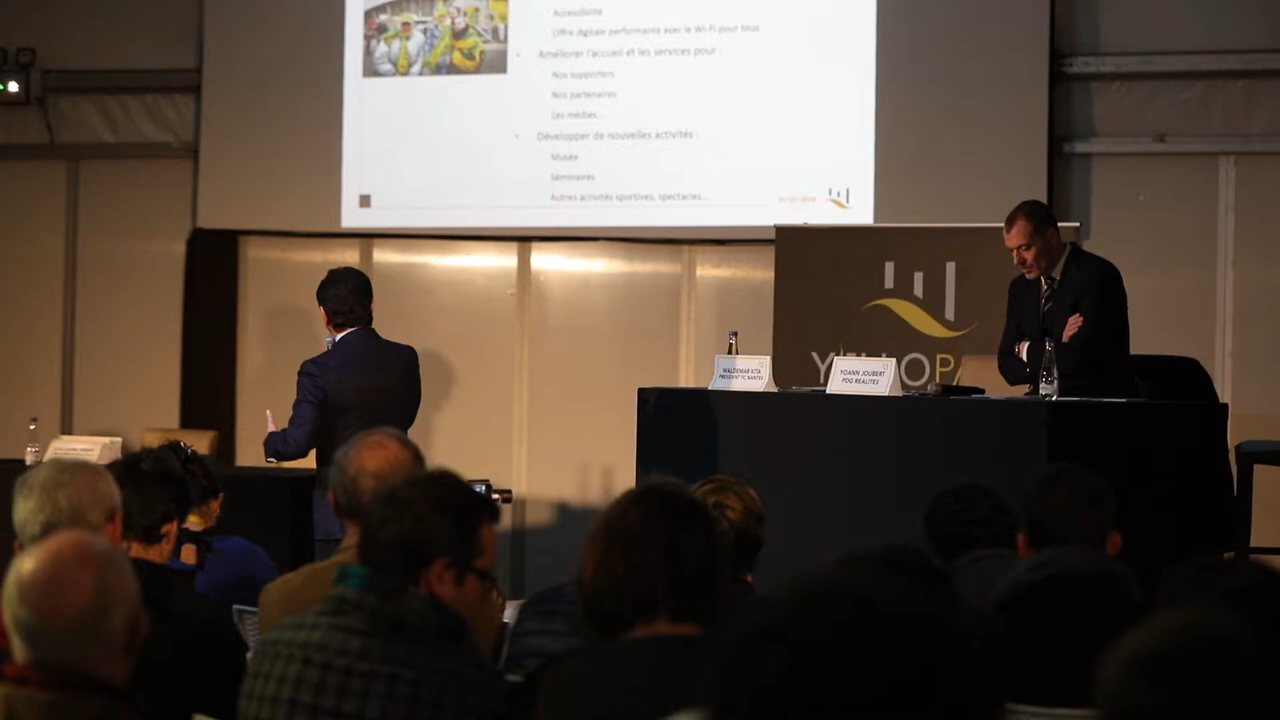 Accessibilité
Offre digitale performante avec le Wi-Fi pour tous
Améliorer l'accueil et les services pour :
Nos supporters
Nos partenaires
Les médias...
Développer de nouvelles activités :
Musée
Séminaires
Autres activités sportives, spectacles...
WALDEMAR KITA
PRESIDENT FC NANTES
YOANN JOUBERT
PDG REALITES
YELLOPA